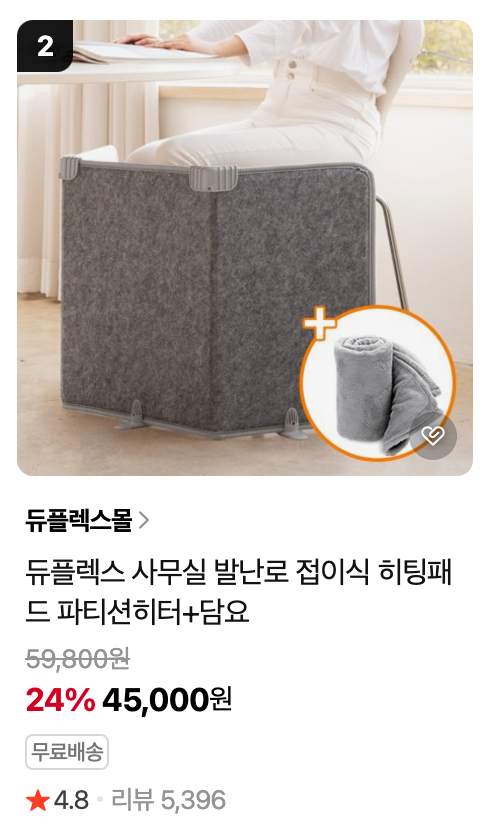 2
듀플렉스몰
듀플렉스 사무실 발난로 접이식 히팅패
드 파티션히터+담요
59,800원
24% 45,000원
무료배송
4.8 • 리뷰 5,396